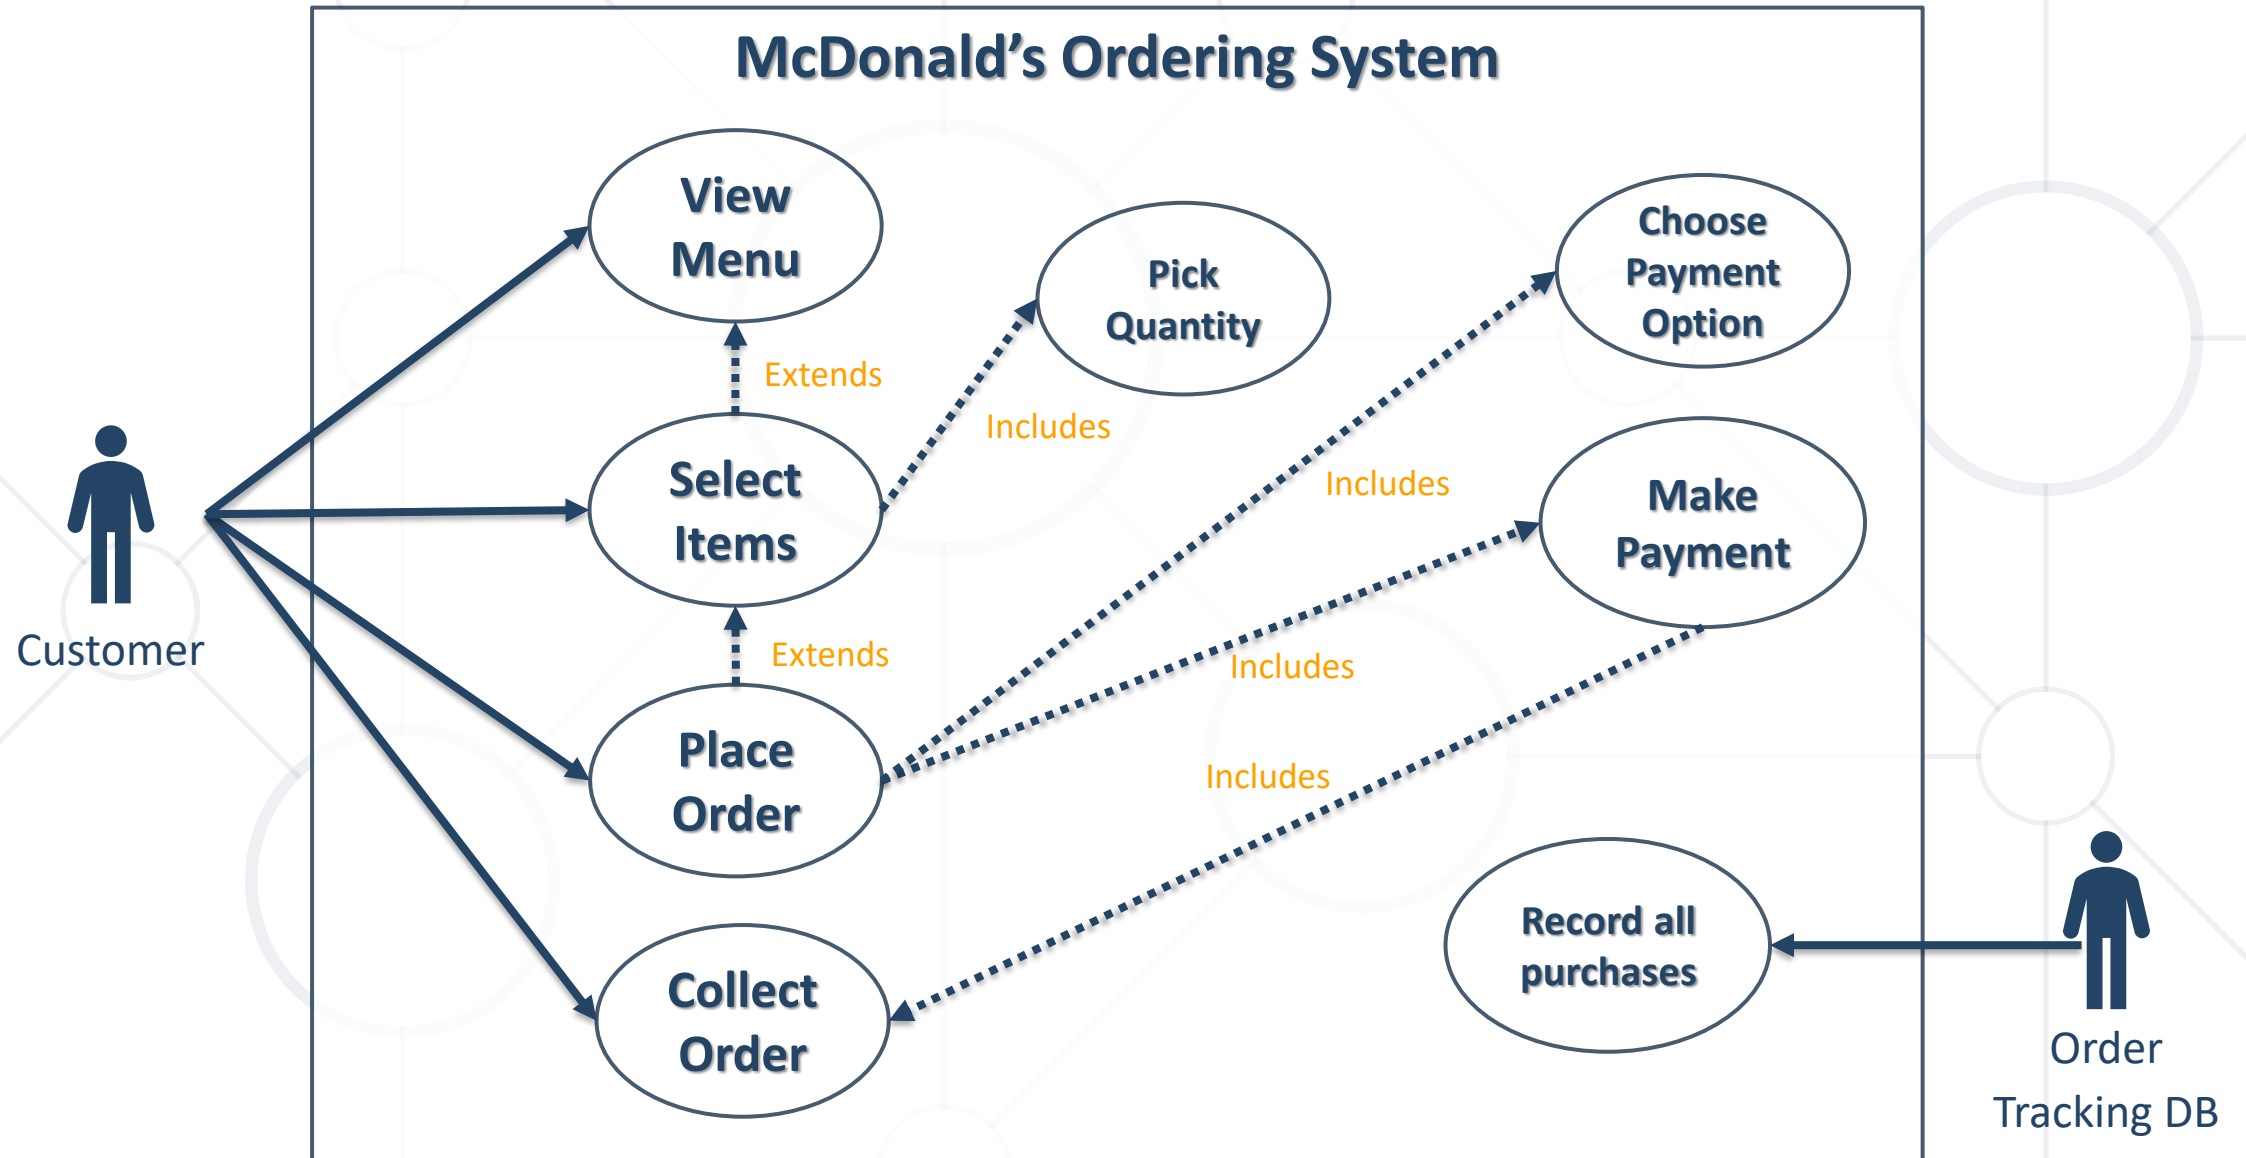 McDonald’s Ordering System
View
Menu
Pick
Quantity
Choose
Payment
Option
Extends
Includes
Select
Items
Includes
Make
Payment
Customer
Extends
Includes
Place
Order
Includes
Record all
purchases
Collect
Order
Order
Tracking DB